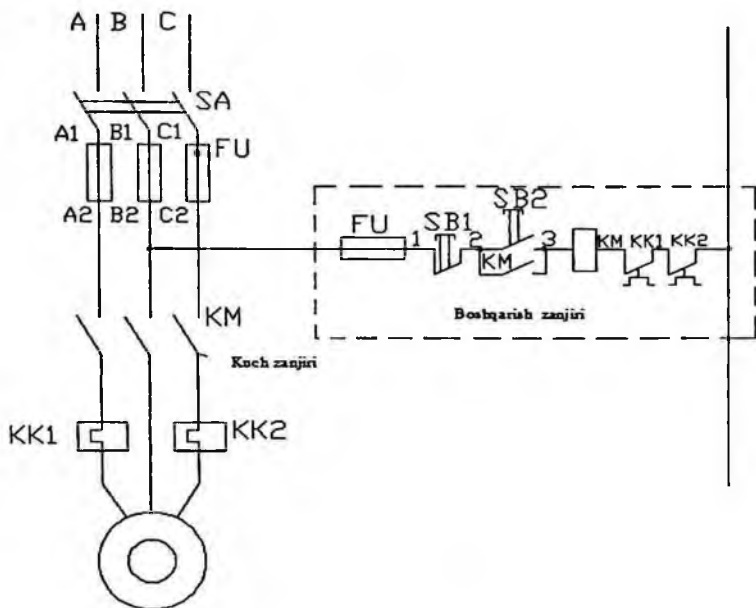 A B C
SA
A1 B1 C1
FU
A2 B2 C2
SB2
FU 1 SB1 2 3 KM KK1 KK2
KM
Boshqarish zanjiri
KM
Kuch zanjiri
KK1 KK2